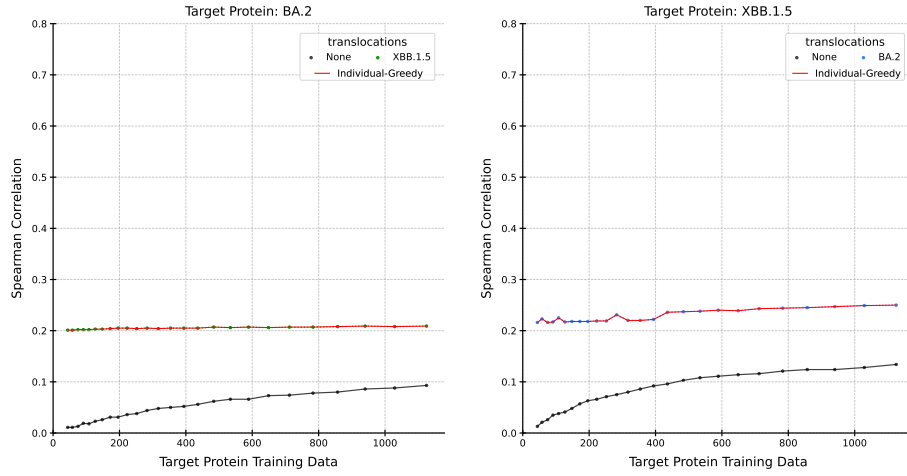 Target Protein: BA.2
0.8
0.7
0.6
0.5
0.4
0.3
0.2
0.1
0.0
Spearman Correlation
translocations
None
XBB.1.5
Individual-Greedy
0
200
400
600
800
1000
Target Protein Training Data
Target Protein: XBB.1.5
0.8
0.7
0.6
0.5
0.4
0.3
0.2
0.1
0.0
Spearman Correlation
translocations
None
BA.2
Individual-Greedy
0
200
400
600
800
1000
Target Protein Training Data